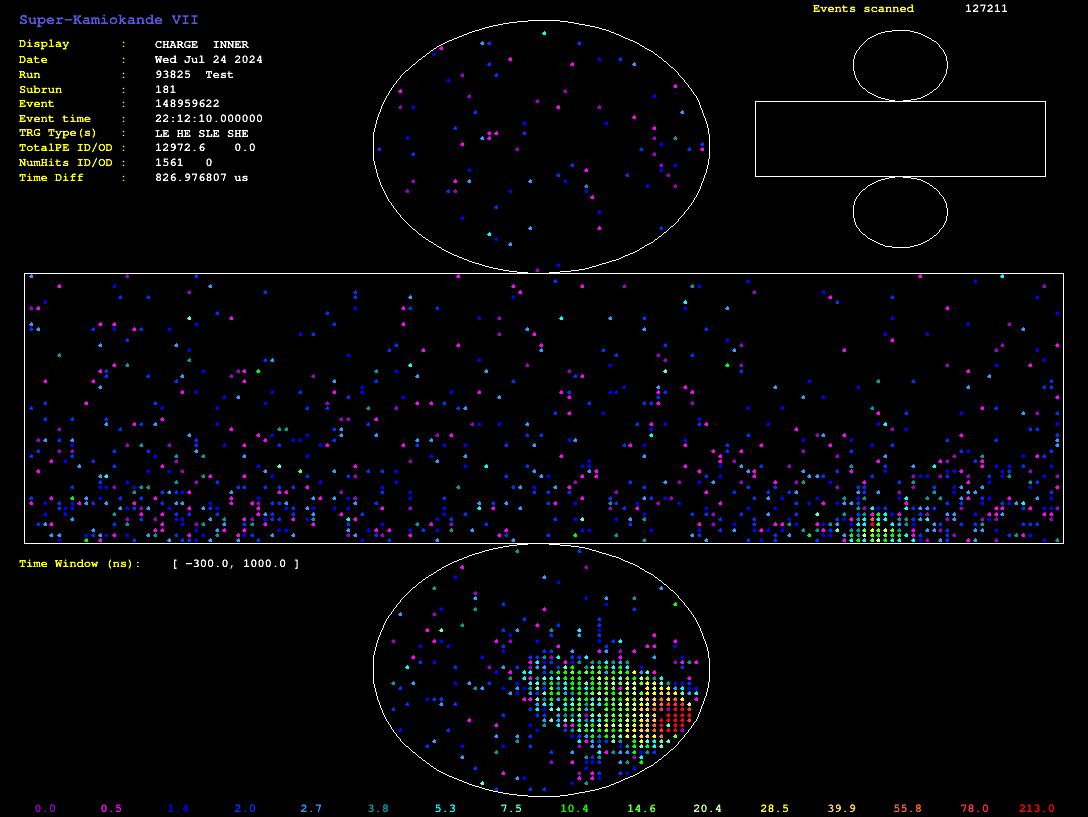 Super-Kamiokande VII
Events scanned 127211
Display : CHARGE INNER
Date : Wed Jul 24 2024
Run : 93825 Test
Subrun : 181
Event : 148959622
Event time : 22:12:10.000000
TRG Type(s) : LE HE SLE SHE
TotalPE ID/OD : 12972.6 0.0
NumHits ID/OD : 1561 0
Time Diff : 826.976807 us
Time Window (ns): [ -300.0, 1000.0 ]
0.0 0.5 1.4 2.0 2.7 3.8 5.3 7.5 10.4 14.6 20.4 28.5 39.9 55.8 78.0 213.0